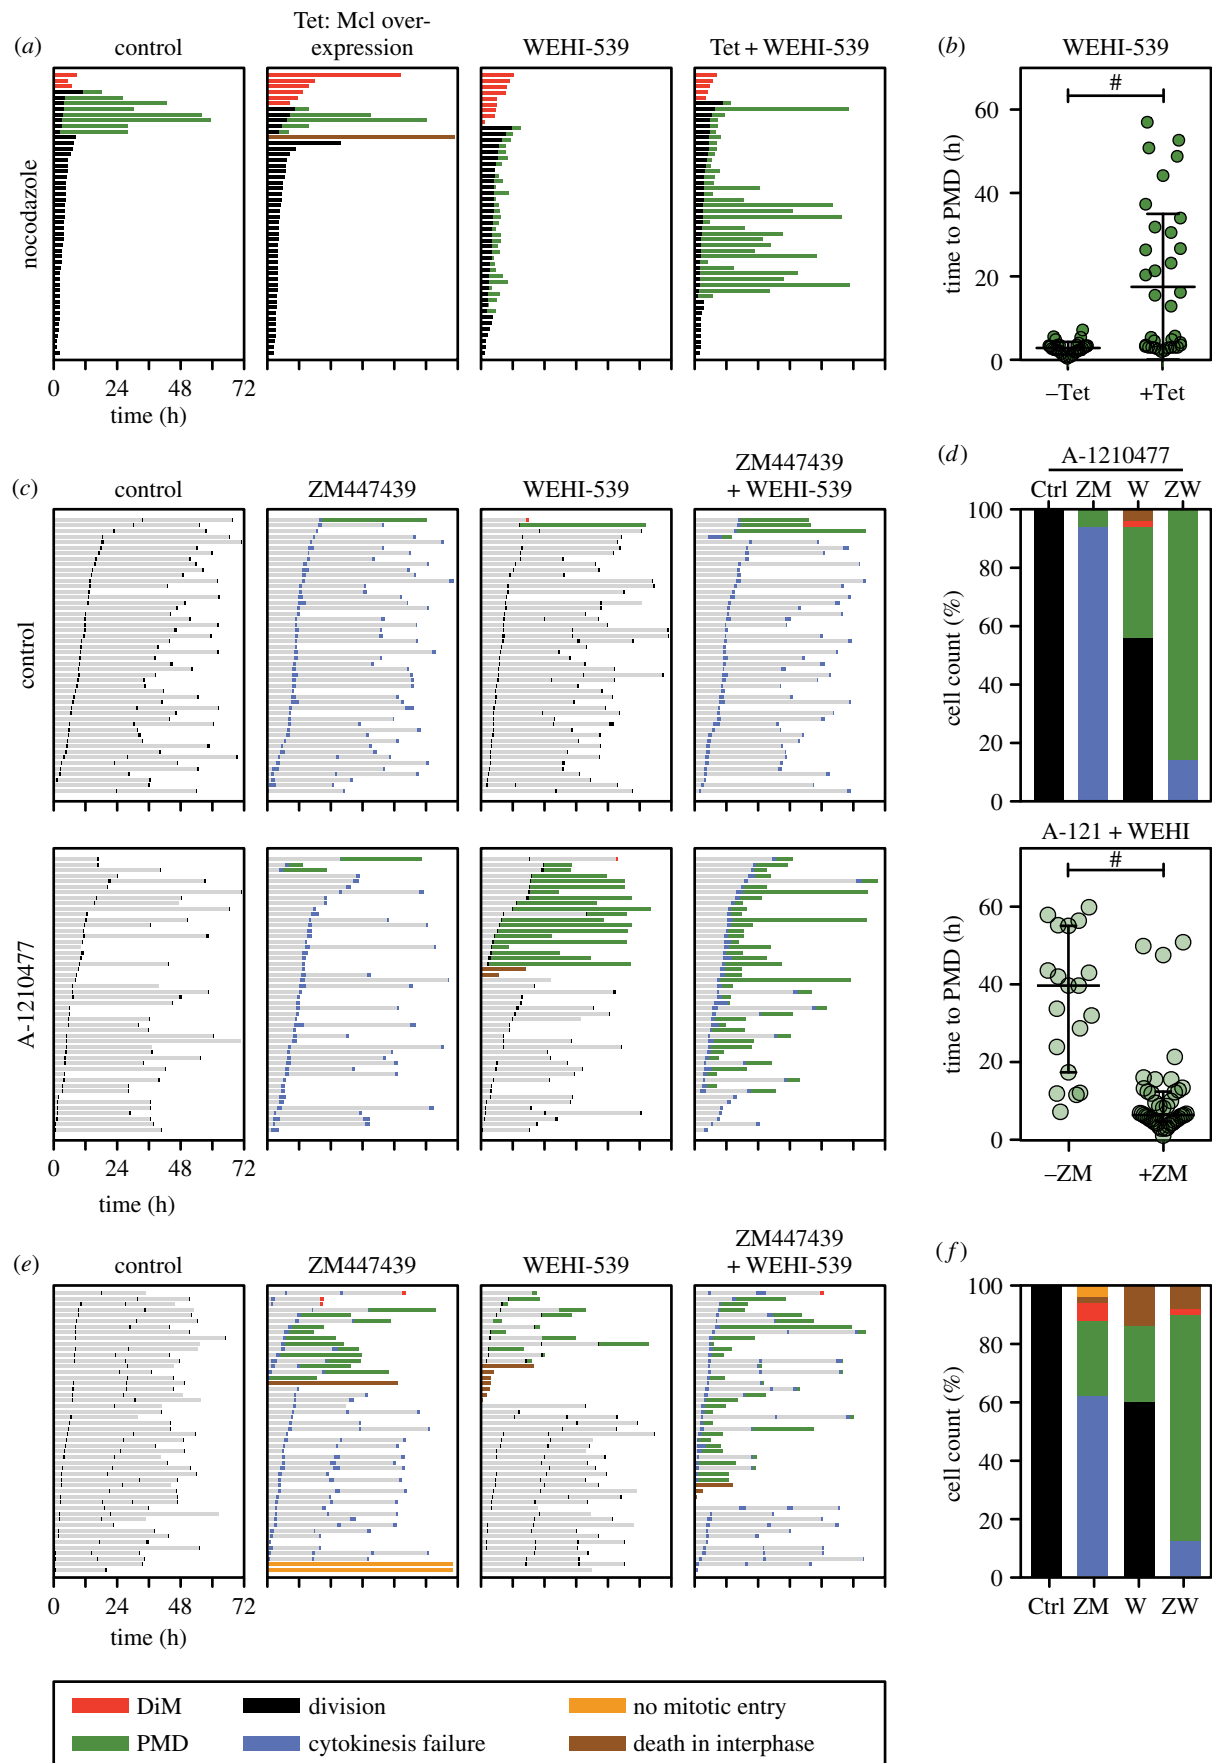 (a)
control
Tet: Mcl over-
expression
WEHI-539
Tet + WEHI-539
nocodazole
0 24 48 72
time (h)
(b)
WEHI-539
#
time to PMD (h)
60
40
20
0
–Tet +Tet
(c)
control
ZM447439
WEHI-539
ZM447439
+ WEHI-539
control
A-1210477
0 24 48 72
time (h)
(d)
A-1210477
Ctrl ZM W ZW
cell count (%)
100
80
60
40
20
0
A-121 + WEHI
#
time to PMD (h)
60
40
20
0
–ZM +ZM
(e)
control
ZM447439
WEHI-539
ZM447439
+ WEHI-539
0 24 48 72
time (h)
(f)
cell count (%)
100
80
60
40
20
0
Ctrl ZM W ZW
DiM
division
no mitotic entry
PMD
cytokinesis failure
death in interphase